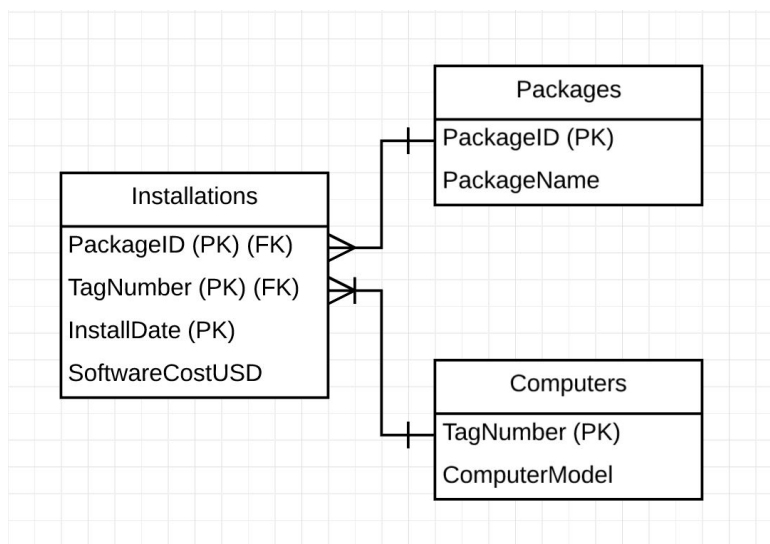 Packages
PackageID (PK)
PackageName
Installations
PackageID (PK) (FK)
TagNumber (PK) (FK)
InstallDate (PK)
SoftwareCostUSD
Computers
TagNumber (PK)
ComputerModel